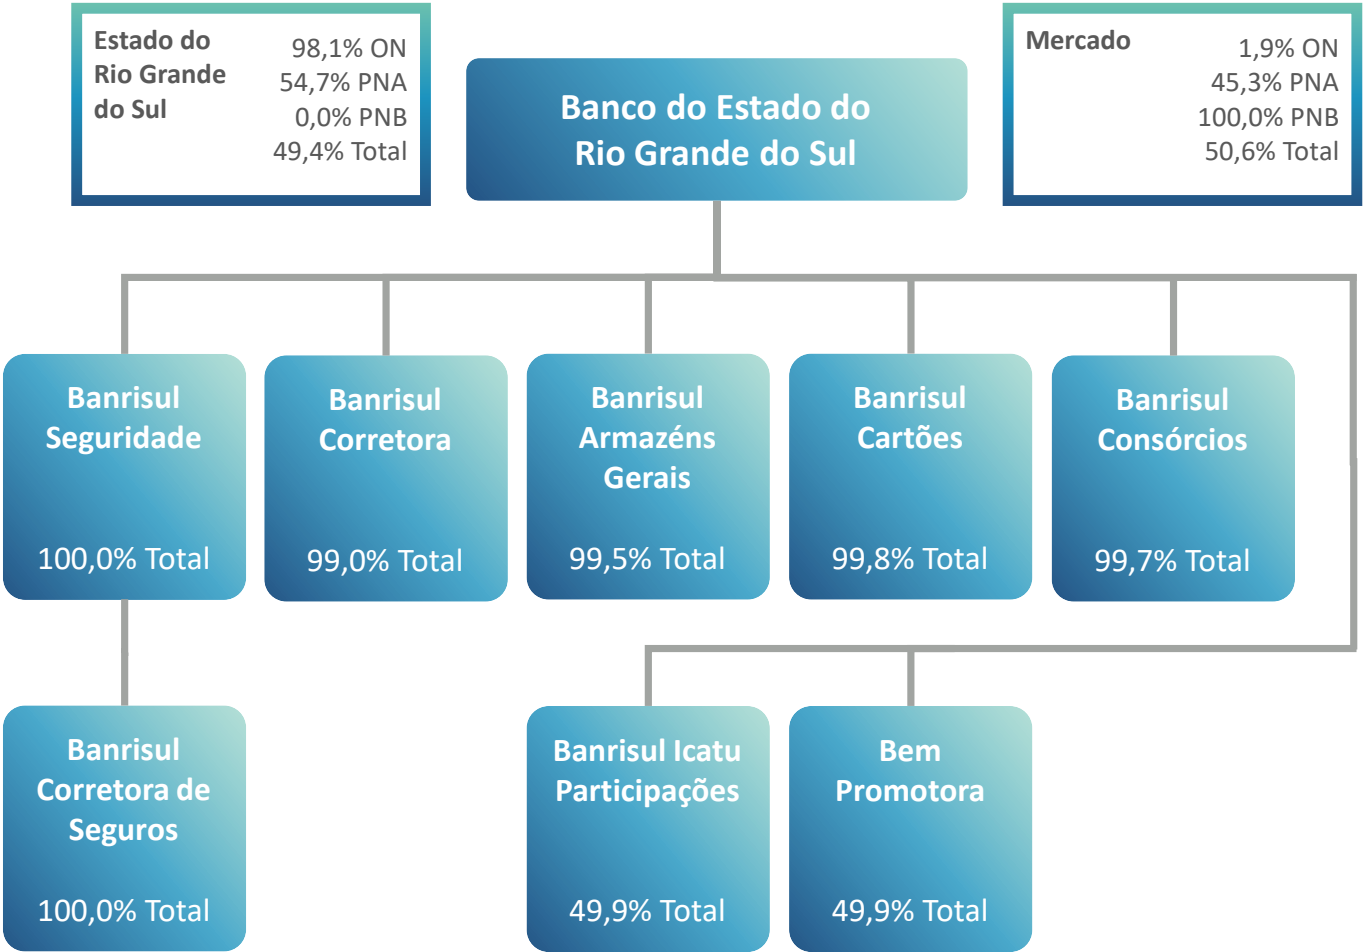 Estado do
Rio Grande
do Sul
98,1% ON
54,7% PNA
0,0% PNB
49,4% Total
Banco do Estado do
Rio Grande do Sul
Mercado
1,9% ON
45,3% PNA
100,0% PNB
50,6% Total
Banrisul
Seguridade
100,0% Total
Banrisul
Corretora
99,0% Total
Banrisul
Armazéns
Gerais
99,5% Total
Banrisul
Cartões
99,8% Total
Banrisul
Consórcios
99,7% Total
Banrisul
Corretora de
Seguros
100,0% Total
Banrisul Icatu
Participações
49,9% Total
Bem
Promotora
49,9% Total